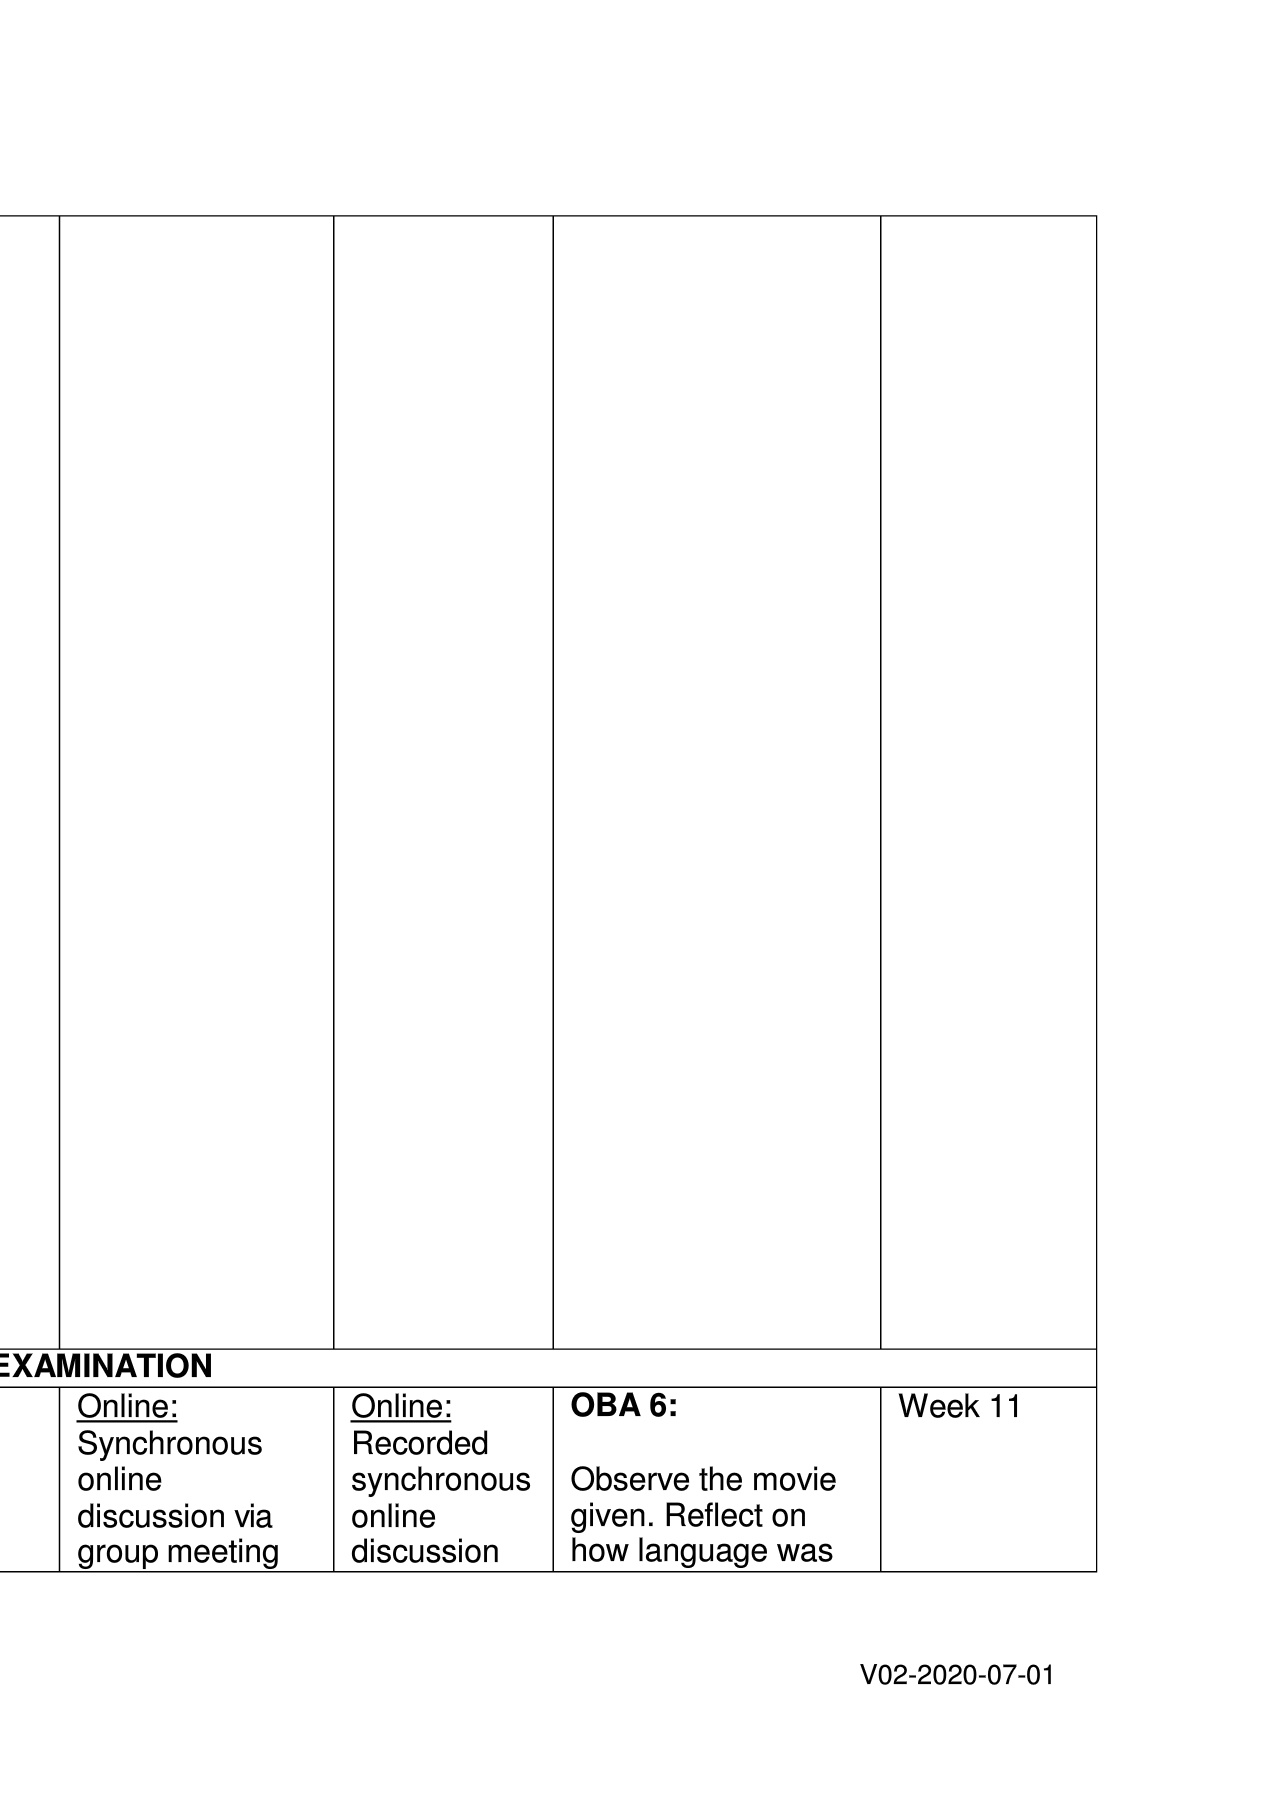 EXAMINATION
Online:
Synchronous
online
discussion via
group meeting
Online:
Recorded
synchronous
online
discussion
OBA 6:
Observe the movie
given. Reflect on
how language was
Week 11
V02-2020-07-01